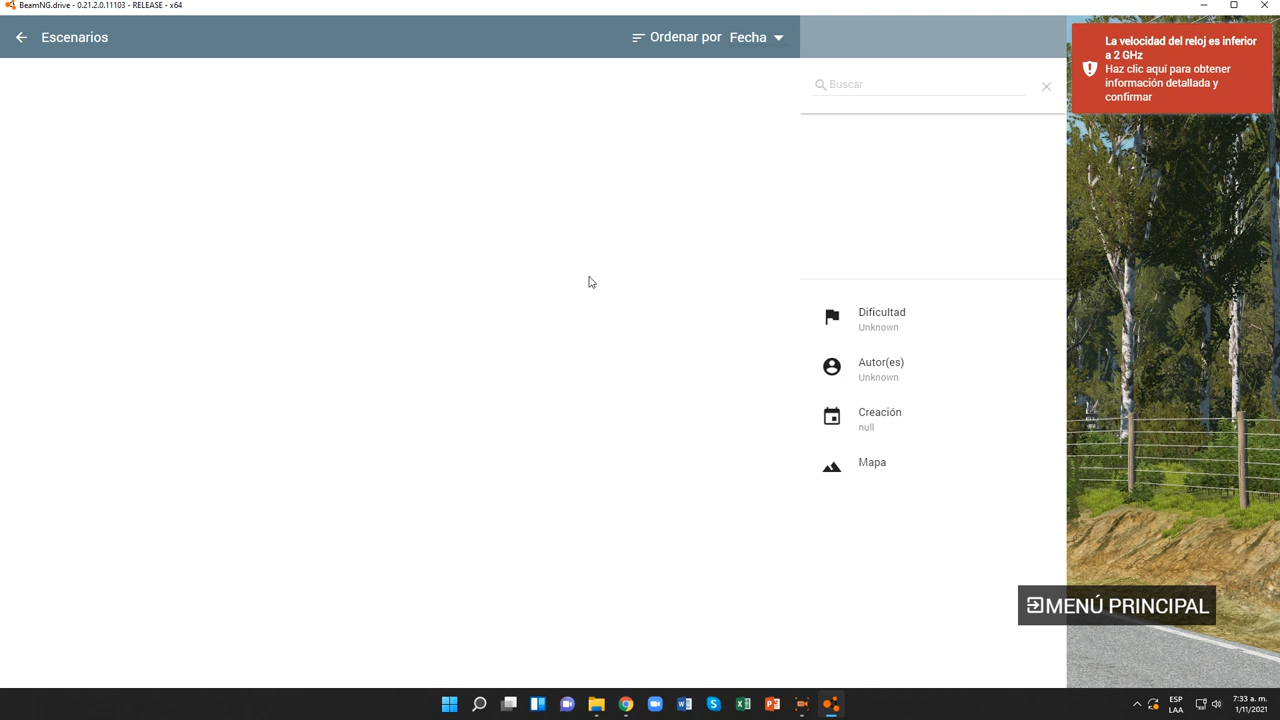 BeamNG.drive - 0.21.2.0.11103 - RELEASE - x64
Escenarios
Ordenar por Fecha
Buscar
La velocidad del reloj es inferior
a 2 GHz
Haz clic aquí para obtener
información detallada y
confirmar
Dificultad
Unknown
Autor(es)
Unknown
Creación
null
Mapa
MENÚ PRINCIPAL
ESP
LAA
7:33 a. m.
1/11/2021